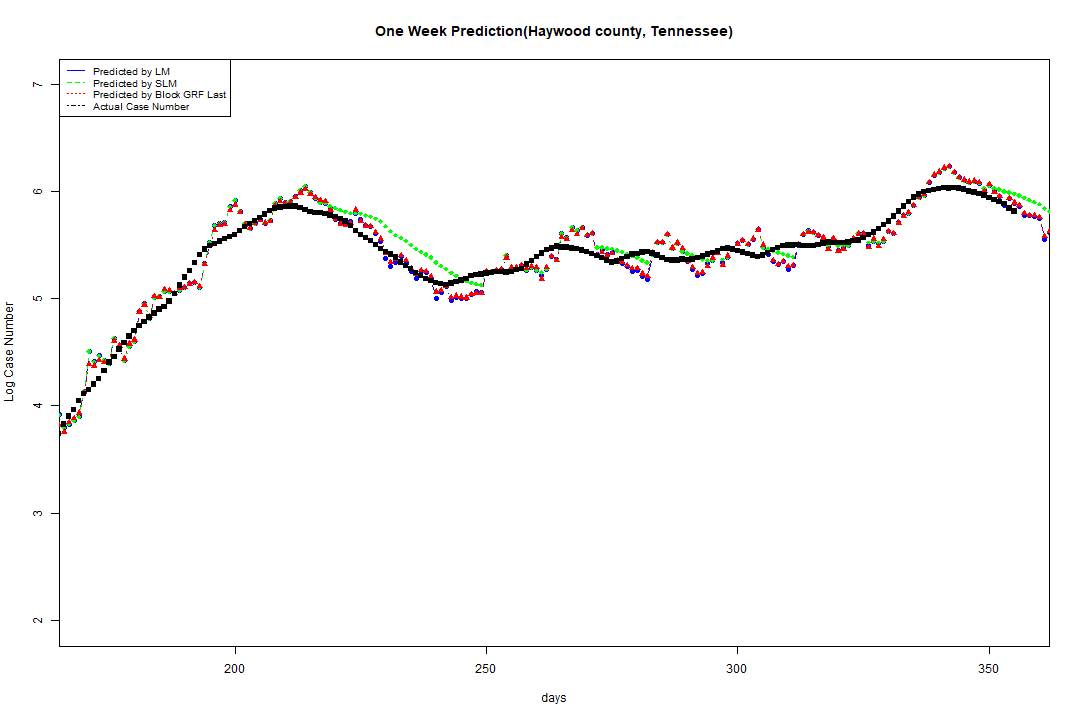 One Week Prediction(Haywood county, Tennessee)
Predicted by LM
Predicted by SLM
Predicted by Block GRF Last
Actual Case Number
Log Case Number
7
6
5
4
3
2
200
250
300
350
days